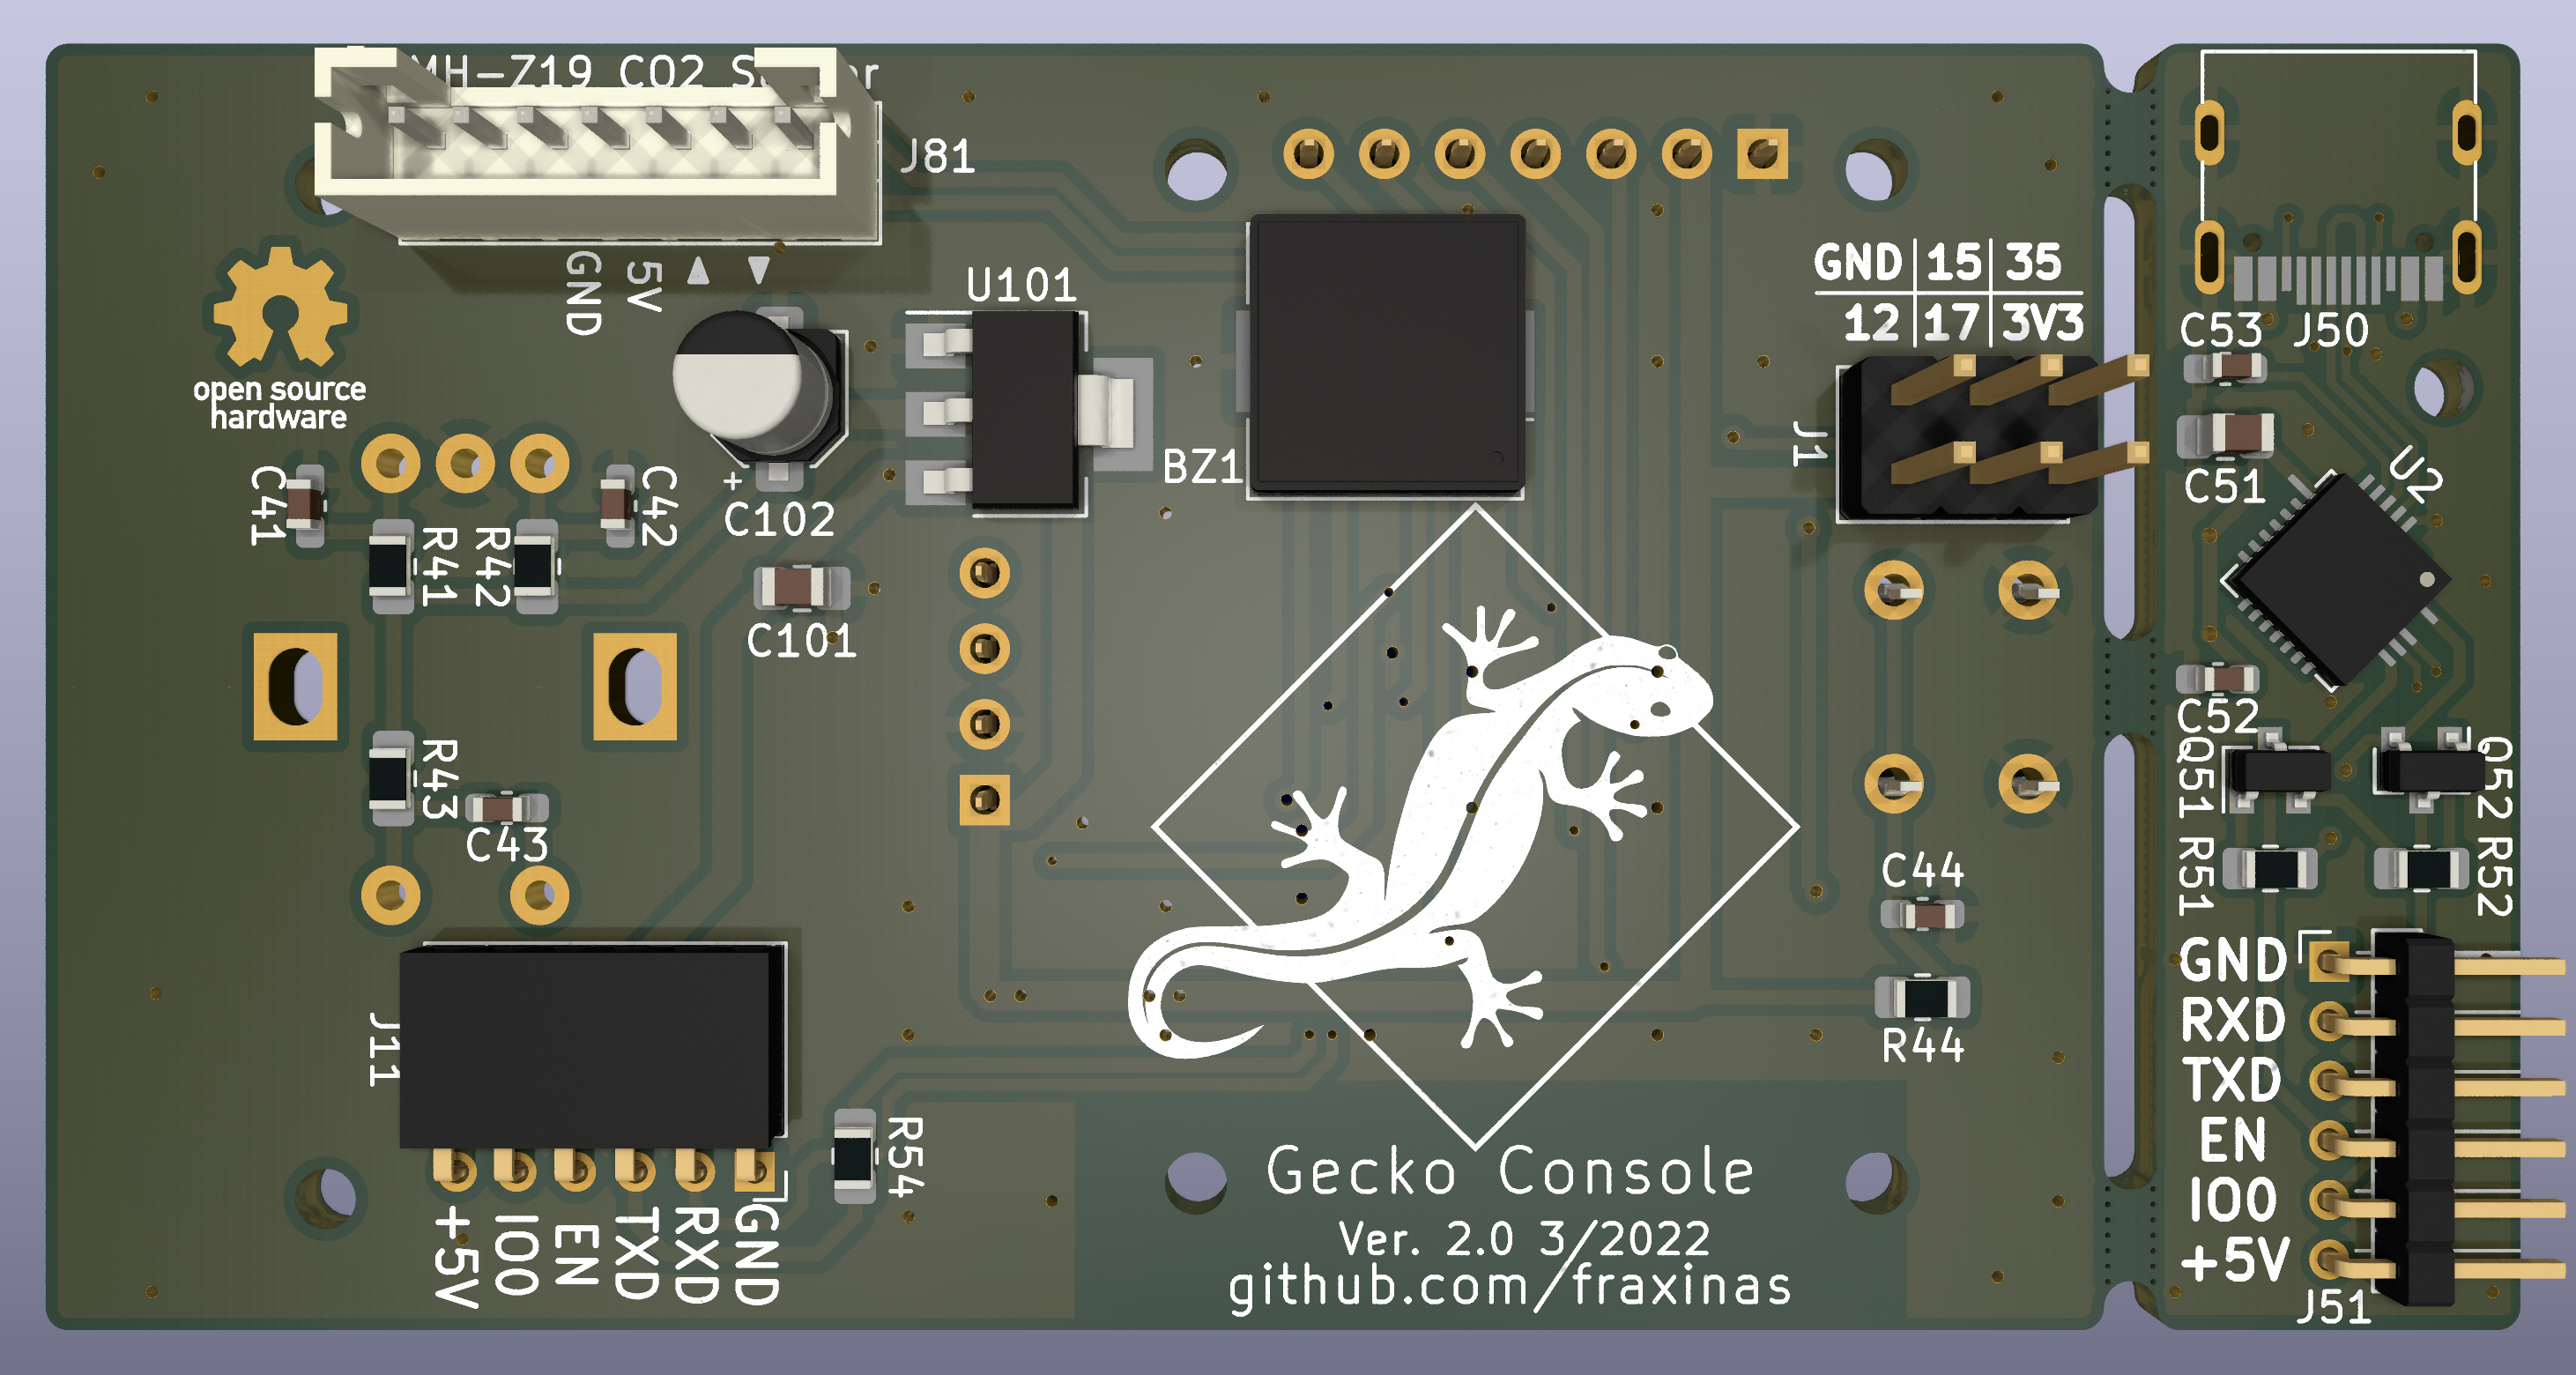 MH-Z19 CO2
J81
GND
5V
open source
hardware
U101
+
C102
C101
BZ1
C41
R41
R42
C42
R43
C43
J11
+5V
IO0
EN
TXD
RXD
GND
R54
GND 15 35
12 17 3V3
J1
C44
R44
Gecko Console
Ver. 2.0 3/2022
github.com/fraxinas
C53
J50
C51
U2
C52
Q51
Q52
R51
R52
GND
RXD
TXD
EN
IO0
+5V
J51